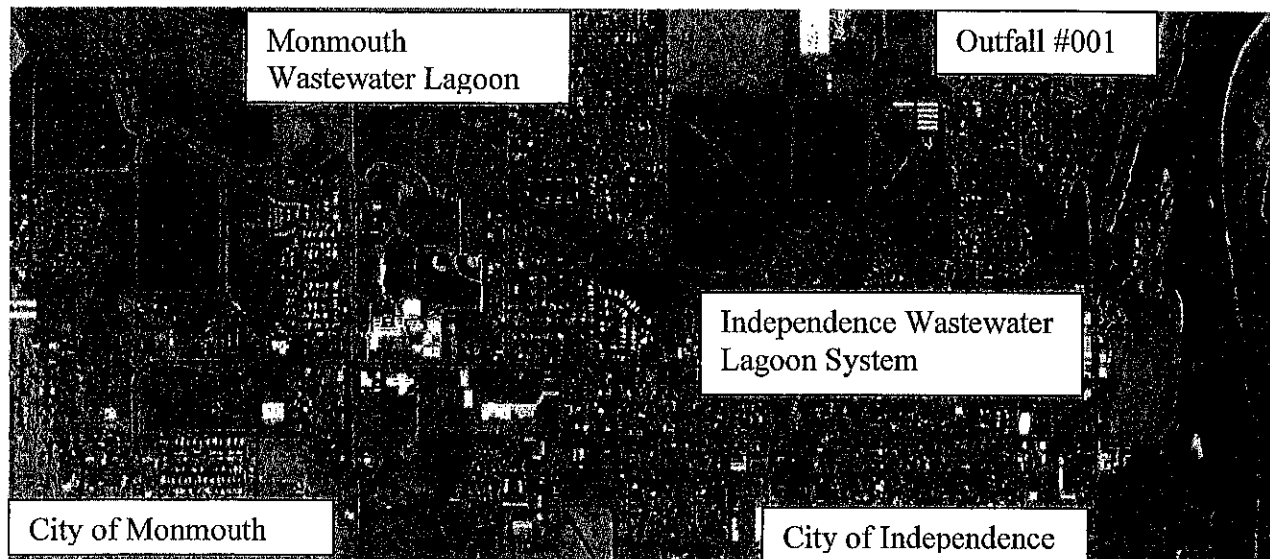 Monmouth
Wastewater Lagoon
Outfall #001
Independence Wastewater
Lagoon System
City of Monmouth
City of Independence